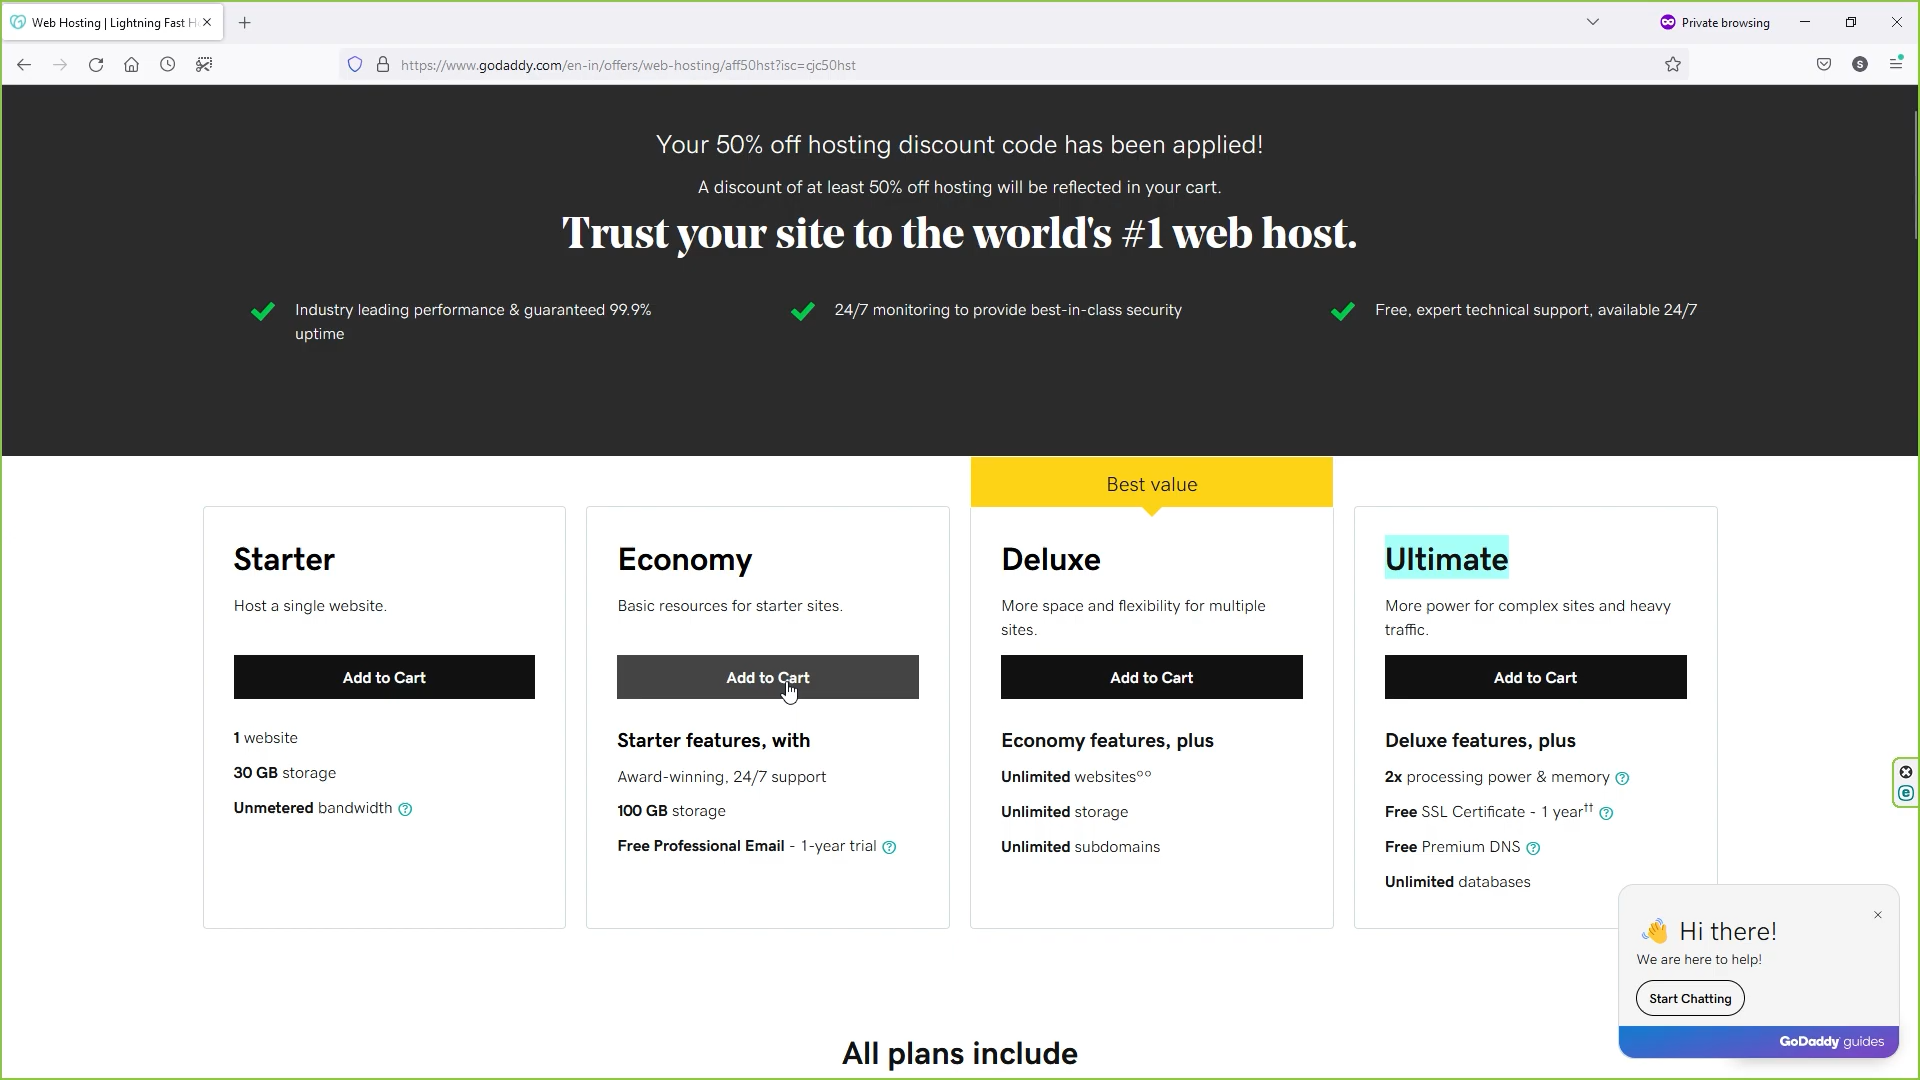 Web Hosting | Lightning Fast H
Private browsing
https://www.godaddy.com/en-in/offers/web-hosting/aff50hst?isc=cjc50hst
S
Your 50% off hosting discount code has been applied!
A discount of at least 50% off hosting will be reflected in your cart.
Trust your site to the world's #1 web host.
Industry leading performance & guaranteed 99.9%
uptime
24/7 monitoring to provide best-in-class security
Free, expert technical support, available 24/7
Best value
Starter
Host a single website.
Add to Cart
1 website
30 GB storage
Unmetered bandwidth ?
Economy
Basic resources for starter sites.
Add to Cart
Starter features, with
Award-winning, 24/7 support
100 GB storage
Free Professional Email - 1-year trial ?
Deluxe
More space and flexibility for multiple
sites.
Add to Cart
Economy features, plus
Unlimited websites°°
Unlimited storage
Unlimited subdomains
Ultimate
More power for complex sites and heavy
traffic.
Add to Cart
Deluxe features, plus
2x processing power & memory ?
Free SSL Certificate - 1 year†† ?
Free Premium DNS ?
Unlimited databases
Hi there!
We are here to help!
Start Chatting
GoDaddy guides
All plans include